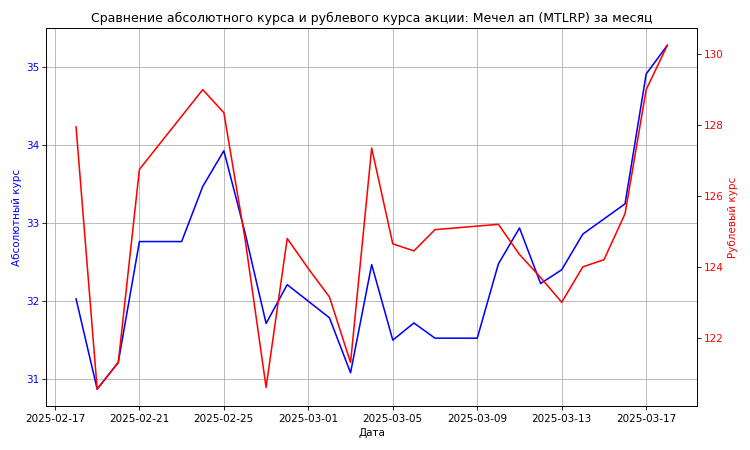 Сравнение абсолютного курса и рублевого курса акции: Мечел ап (MTLRP) за месяц
Абсолютный курс
35
34
33
32
31
130
128
126
124
122
Рублевый курс
2025-02-17 2025-02-21 2025-02-25 2025-03-01 2025-03-05 2025-03-09 2025-03-13 2025-03-17
Дата